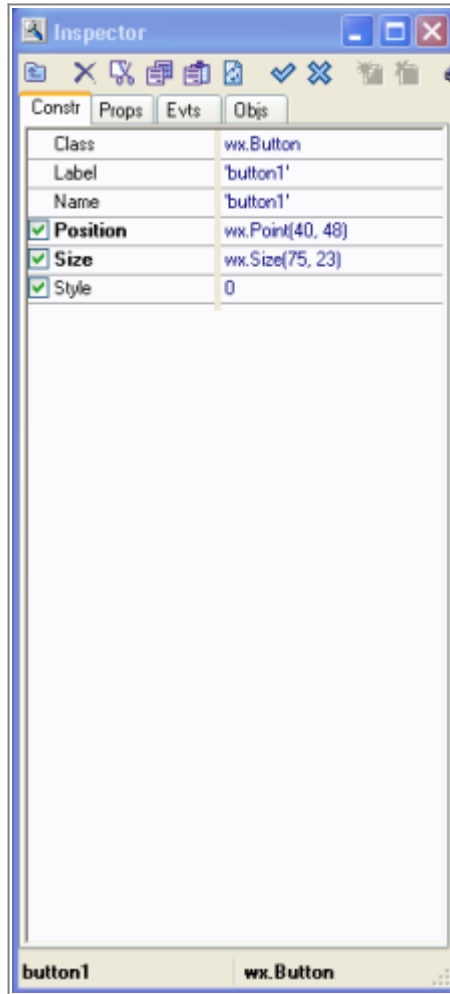 Inspector
Constr Props Evts Objs
Class wx.Button
Label 'button1'
Name 'button1'
Position wx.Point(40, 48)
Size wx.Size(75, 23)
Style 0
button1 wx.Button